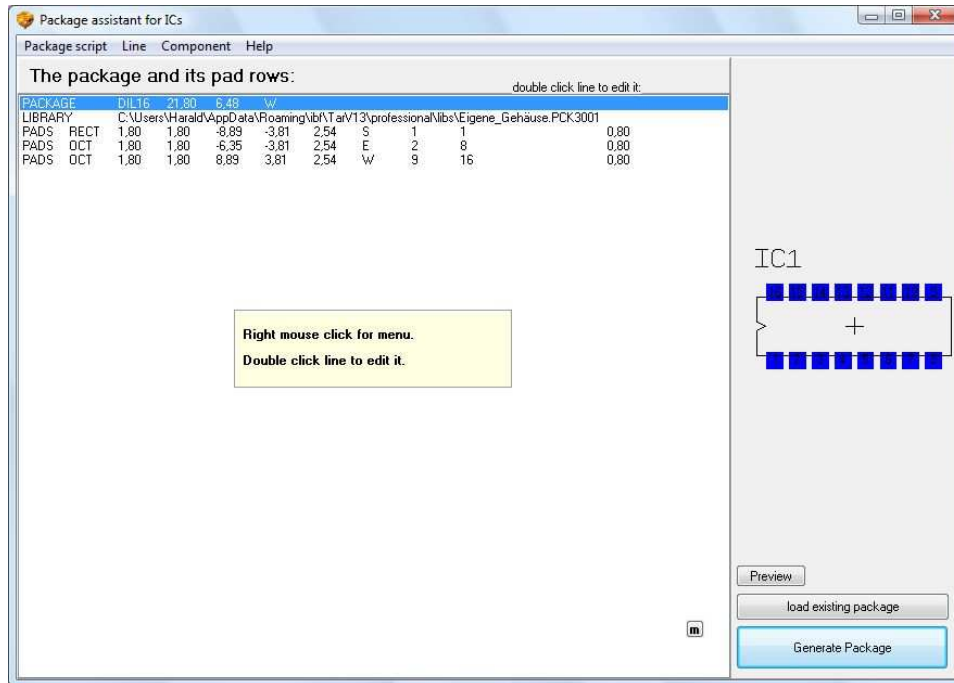 Package assistant for ICs
Package script Line Component Help
The package and its pad rows:
double click line to edit it:
PACKAGE DIL16 21,80 6,48 W
LIBRARY C:\Users\Harald\AppData\Roaming\ibf\TarV13\professional\libs\Eigene_Gehäuse.PCK3001
PADS RECT 1,80 1,80 -8,89 -3,81 2,54 S 1 1 0,80
PADS OCT 1,80 1,80 -6,35 -3,81 2,54 E 2 8 0,80
PADS OCT 1,80 1,80 8,89 3,81 2,54 W 9 16 0,80
IC1
Right mouse click for menu.
Double click line to edit it.
Preview
load existing package
m
Generate Package